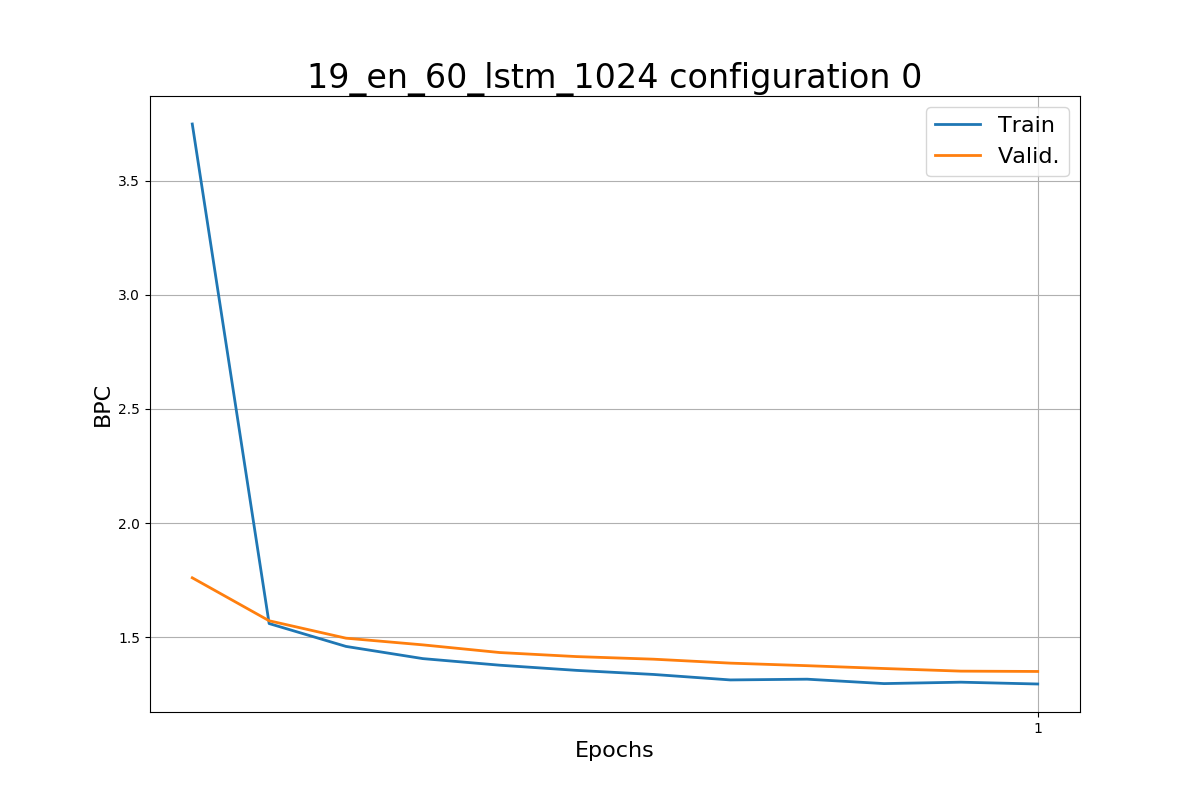 19_en_60_lstm_1024 configuration 0
Train
Valid.
3.5
3.0
2.5
2.0
1.5
BPC
1
Epochs